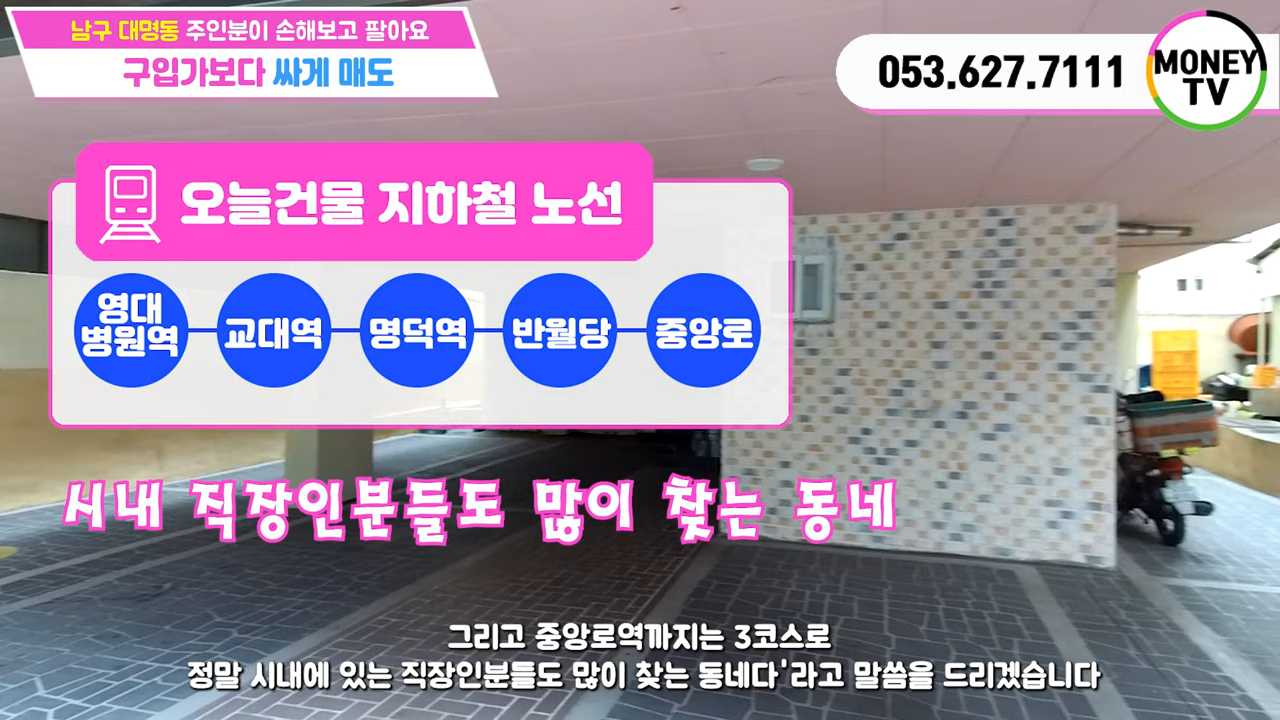 남구 대명동 주인분이 손해보고 팔아요
구입가보다 싸게 매도
053.627.7111
MONEY
TV
오늘건물 지하철 노선
영대
병원역
교대역
명덕역
반월당
중앙로
시내 직장인분들도 많이 찾는 동네
그리고 중앙로역까지는 3코스로
정말 시내에 있는 직장인분들도 많이 찾는 동네다'라고 말씀을 드리겠습니다